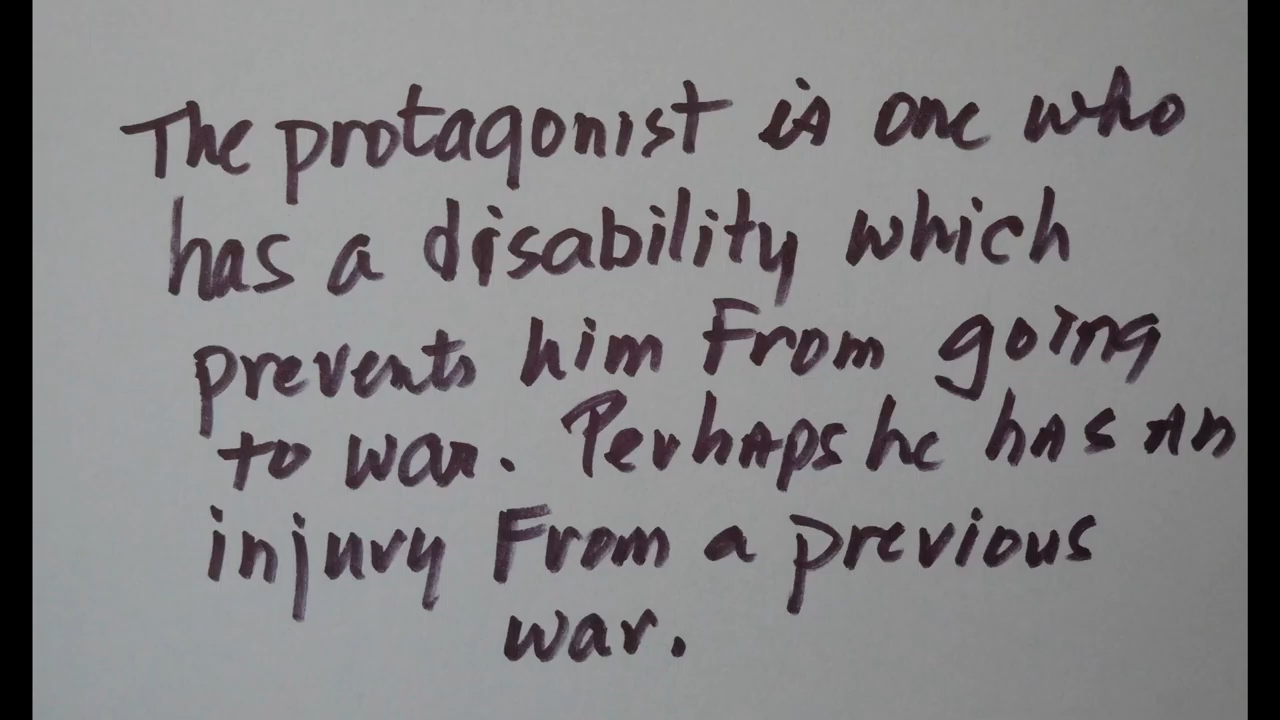 The protagonist is one who
has a disability which
prevents him From going
to war. Perhaps he has an
injury From a previous
war.